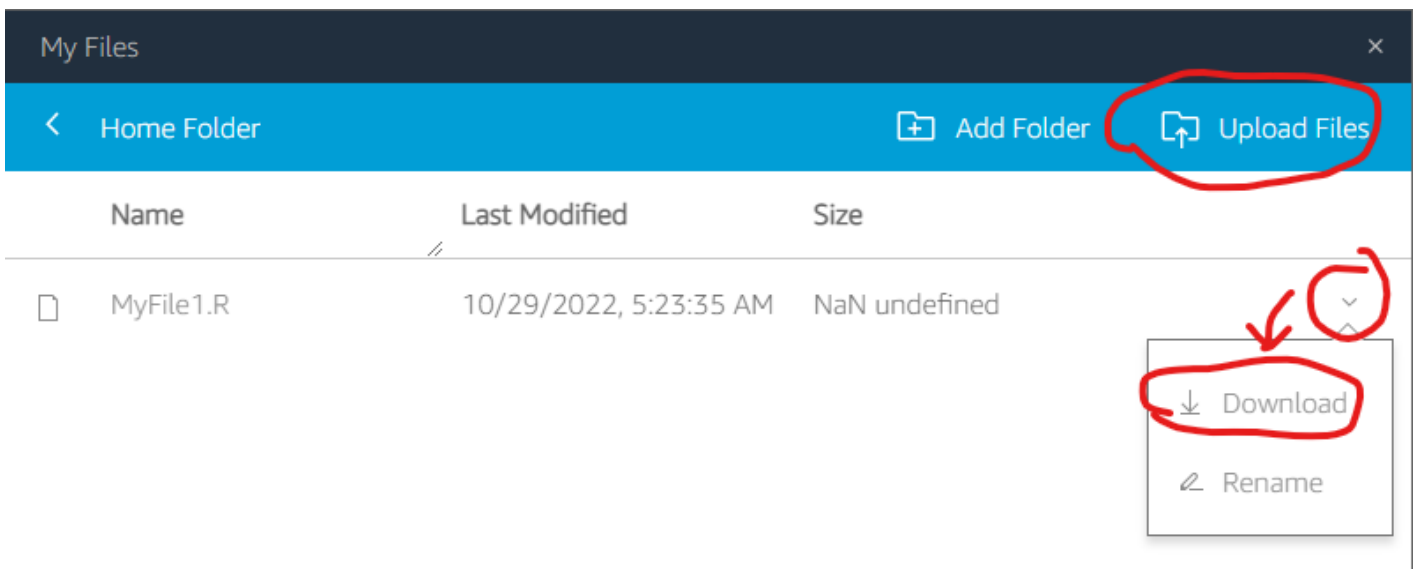 My Files
Home Folder Add Folder Upload Files
Name Last Modified Size
MyFile1.R 10/29/2022, 5:23:35 AM NaN undefined
Download
Rename